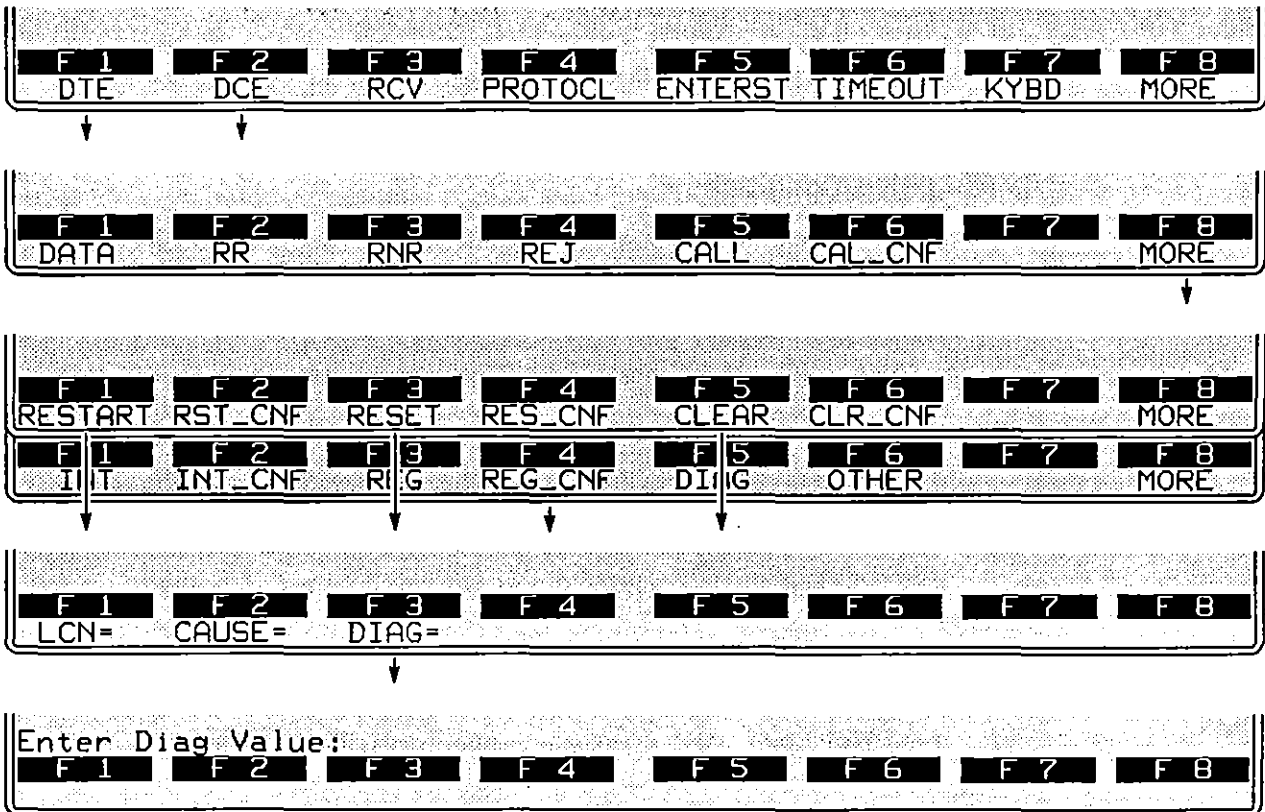 F 1 F 2 F 3 F 4 F 5 F 6 F 7 F 8
DTE DCE RCV PROTOCL ENTERST TIMEOUT KYBD MORE
F 1 F 2 F 3 F 4 F 5 F 6 F 7 F 8
DATA RR RNR REJ CALL CAL_CNF MORE
F 1 F 2 F 3 F 4 F 5 F 6 F 7 F 8
RESTART RST_CNF RESET RES_CNF CLEAR CLR_CNF MORE
F 1 F 2 F 3 F 4 F 5 F 6 F 7 F 8
INT INT_CNF REG REG_CNF DIAG OTHER MORE
F 1 F 2 F 3 F 4 F 5 F 6 F 7 F 8
LCN= CAUSE= DIAG=
Enter Diag Value:
F 1 F 2 F 3 F 4 F 5 F 6 F 7 F 8